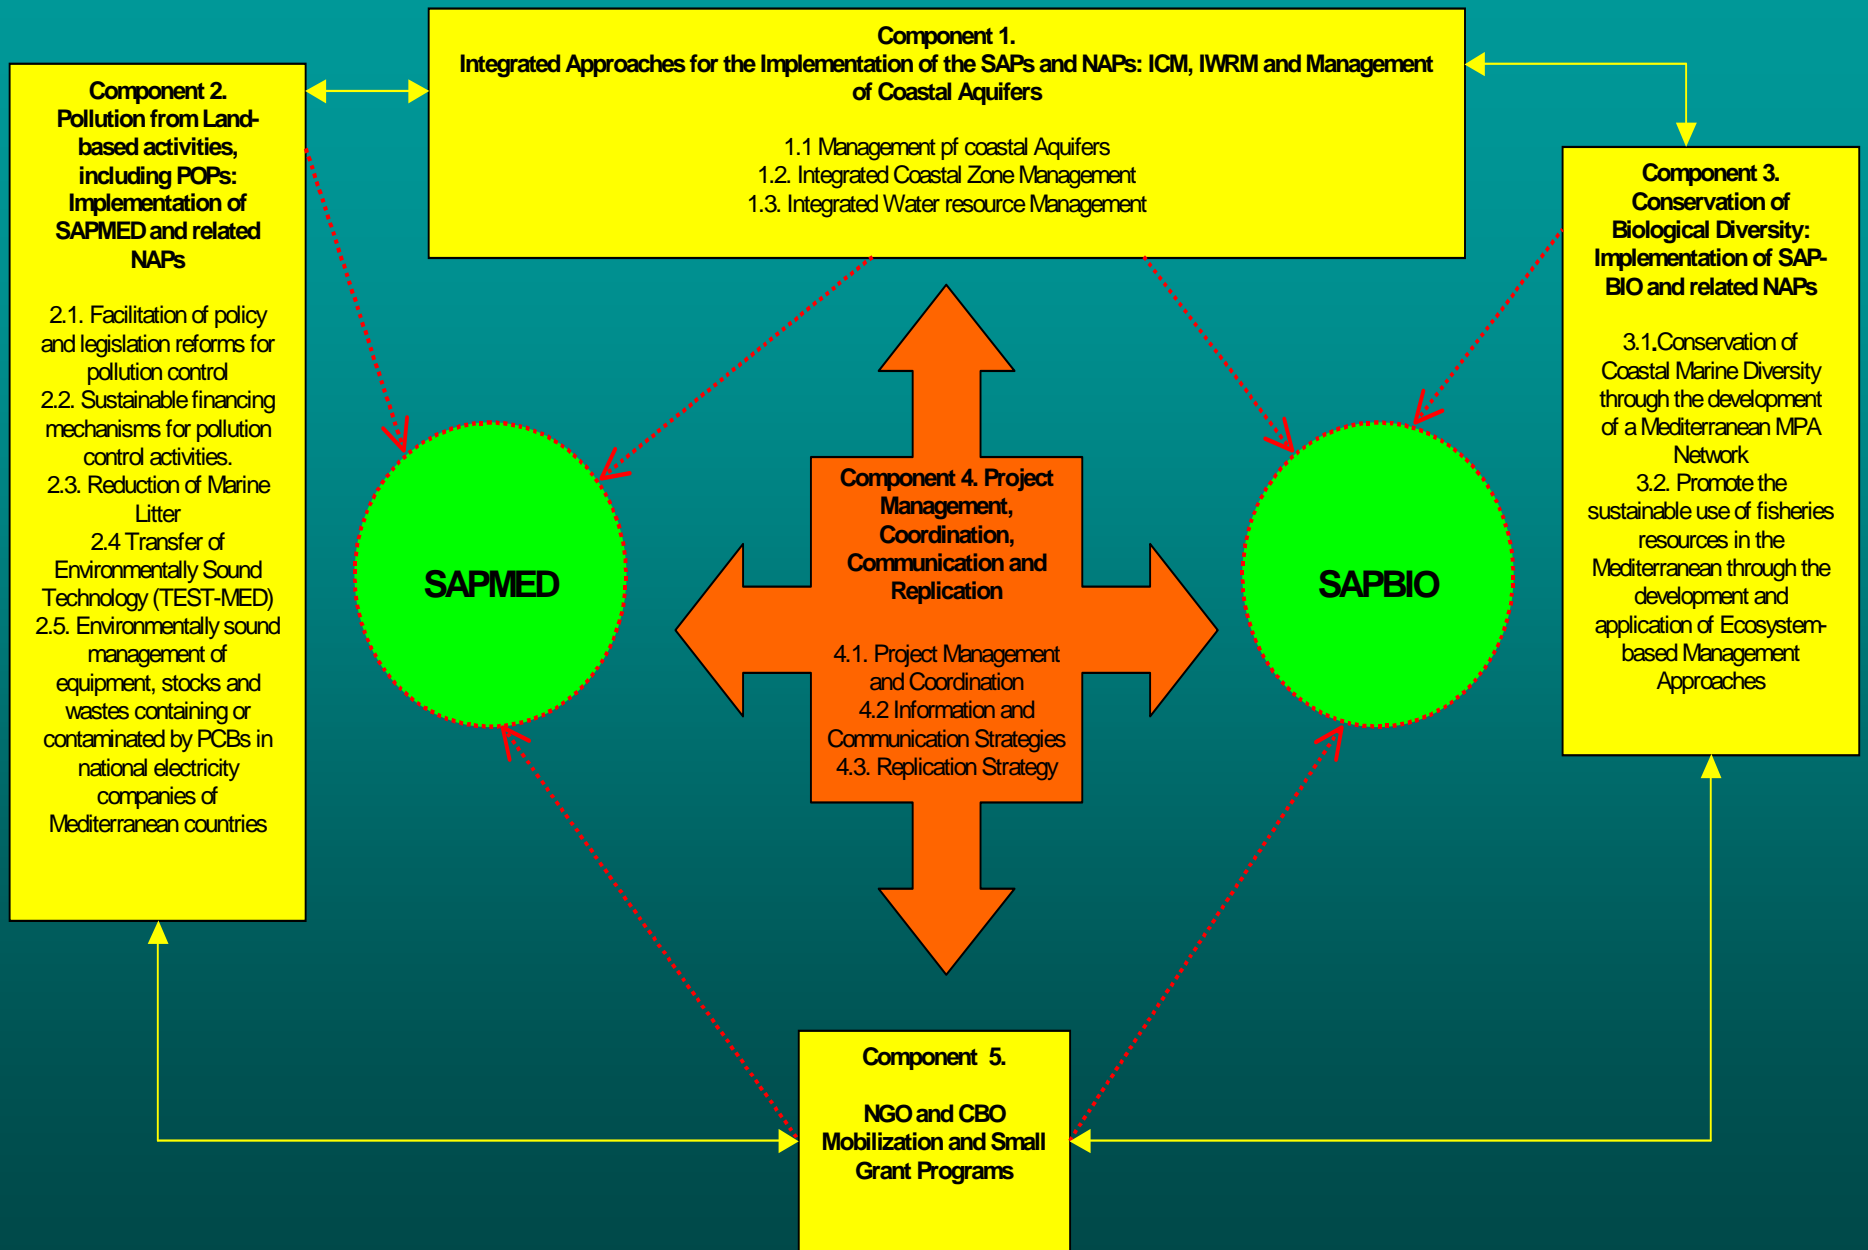 Component 1.
Integrated Approaches for the Implementation of the SAPs and NAPs: ICM, IWRM and Management
of Coastal Aquifers
1.1 Management pf coastal Aquifers
1.2. Integrated Coastal Zone Management
1.3. Integrated Water resource Management
Component 2.
Pollution from Land-
based activities,
including POPs:
Implementation of
SAPMED and related
NAPs
2.1. Facilitation of policy
and legislation reforms for
pollution control
2.2. Sustainable financing
mechanisms for pollution
control activities.
2.3. Reduction of Marine
Litter
2.4 Transfer of
Environmentally Sound
Technology (TEST-MED)
2.5. Environmentally sound
management of
equipment, stocks and
wastes containing or
contaminated by PCBs in
national electricity
companies of
Mediterranean countries
SAPMED
Component 4. Project
Management,
Coordination,
Communication and
Replication
4.1. Project Management
and Coordination
4.2 Information and
Communication Strategies
4.3. Replication Strategy
SAPBIO
Component 3.
Conservation of
Biological Diversity:
Implementation of SAP-
BIO and related NAPs
3.1.Conservation of
Coastal Marine Diversity
through the development
of a Mediterranean MPA
Network
3.2. Promote the
sustainable use of fisheries
resources in the
Mediterranean through the
development and
application of Ecosystem-
based Management
Approaches
Component 5.
NGO and CBO
Mobilization and Small
Grant Programs